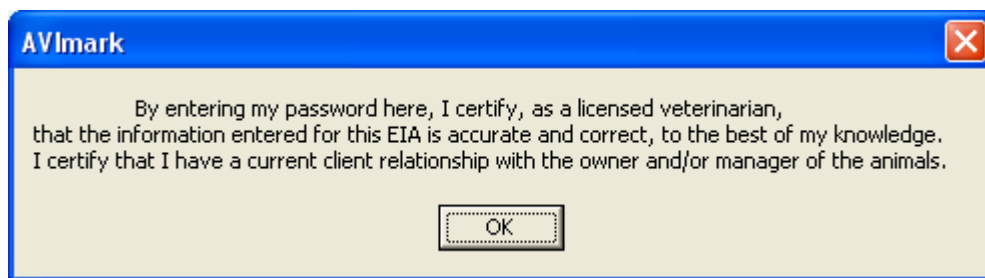 AVImark
By entering my password here, I certify, as a licensed veterinarian,
that the information entered for this EIA is accurate and correct, to the best of my knowledge.
I certify that I have a current client relationship with the owner and/or manager of the animals.
OK